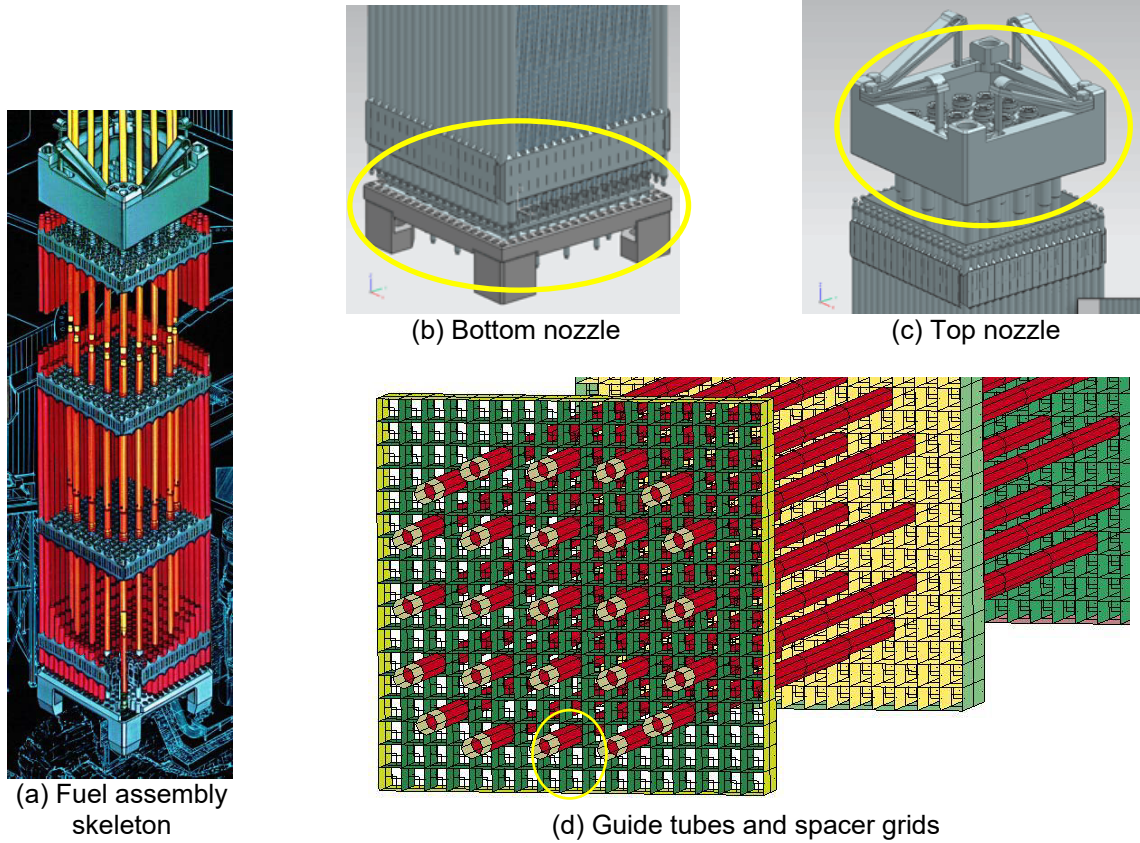 (b) Bottom nozzle
(c) Top nozzle
(a) Fuel assembly
skeleton
(d) Guide tubes and spacer grids